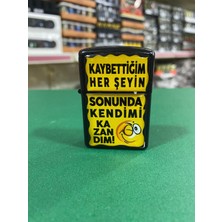 KAYBETTİĞİM
HER ŞEYİN
SONUNDA
KENDİMİ
KA
ZAN
DIM!